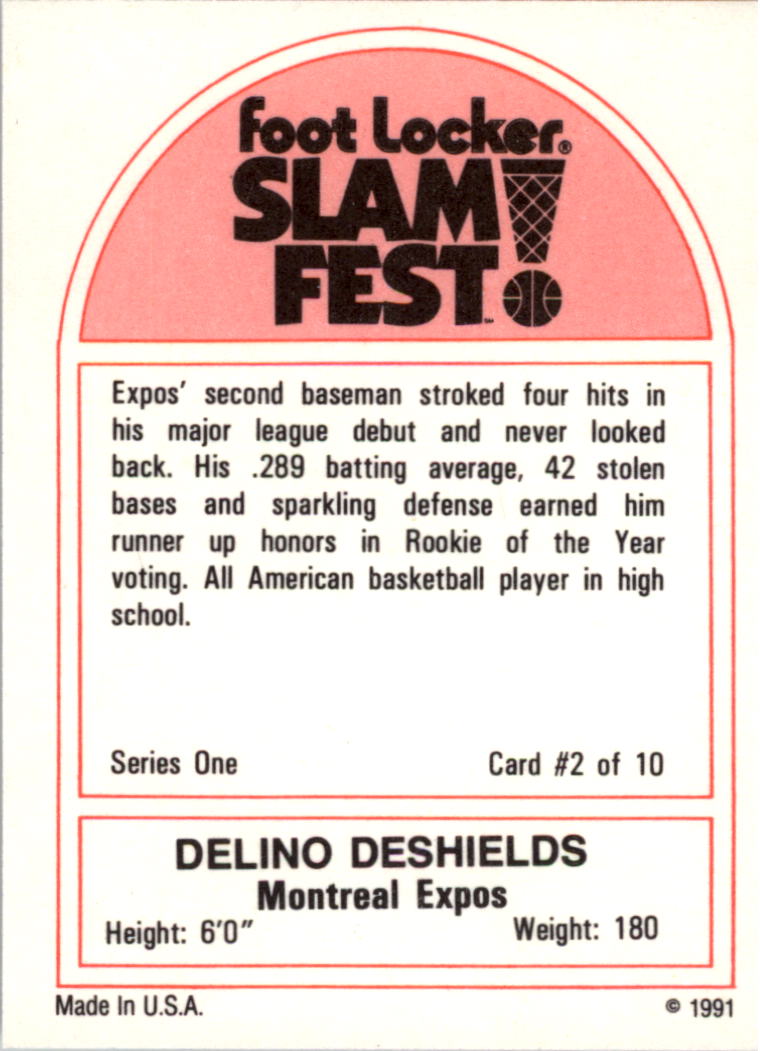 foot Locker®
SLAM
FEST!℠
Expos' second baseman stroked four hits in
his major league debut and never looked
back. His .289 batting average, 42 stolen
bases and sparkling defense earned him
runner up honors in Rookie of the Year
voting. All American basketball player in high
school.
Series One Card #2 of 10
DELINO DESHIELDS
Montreal Expos
Height: 6'0" Weight: 180
Made In U.S.A. © 1991